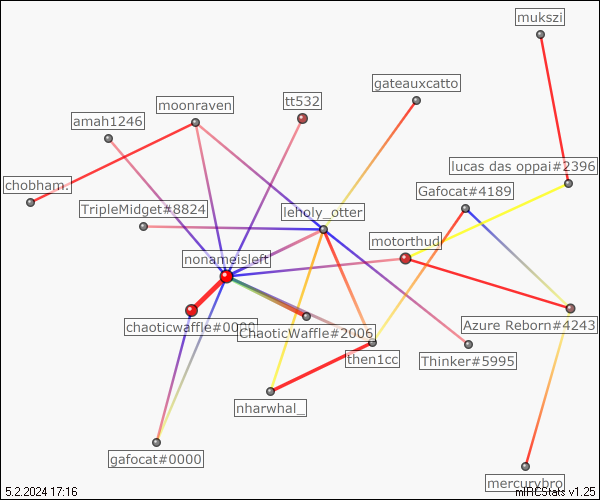 mukszi
gateauxcatto
tt532
moonraven
amah1246
lucas das oppai#2396
chobham.
Gafocat#4189
TripleMidget#8824
leholy_otter
motorthud
nonameisleft
chaoticwaffle#0000
ChaoticWaffle#2006
Azure Reborn#4243
then1cc
Thinker#5995
nharwhal_
gafocat#0000
mercurybro
5.2.2024 17:16
mIRCStats v1.25